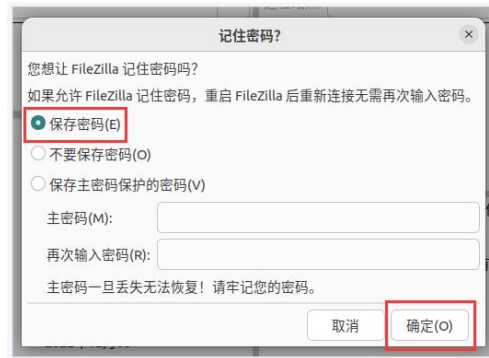 记住密码?
您想让 FileZilla 记住密码吗?
如果允许 FileZilla 记住密码，重启 FileZilla 后重新连接无需再次输入密码。
保存密码(E)
不要保存密码(O)
保存主密码保护的密码(V)
主密码(M):
再次输入密码(R):
主密码一旦丢失无法恢复！请牢记您的密码。
取消
确定(O)